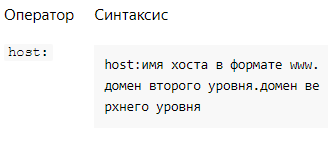 Оператор Синтаксис
host:
host:имя хоста в формате www.
домен второго уровня.домен ве
рхнего уровня